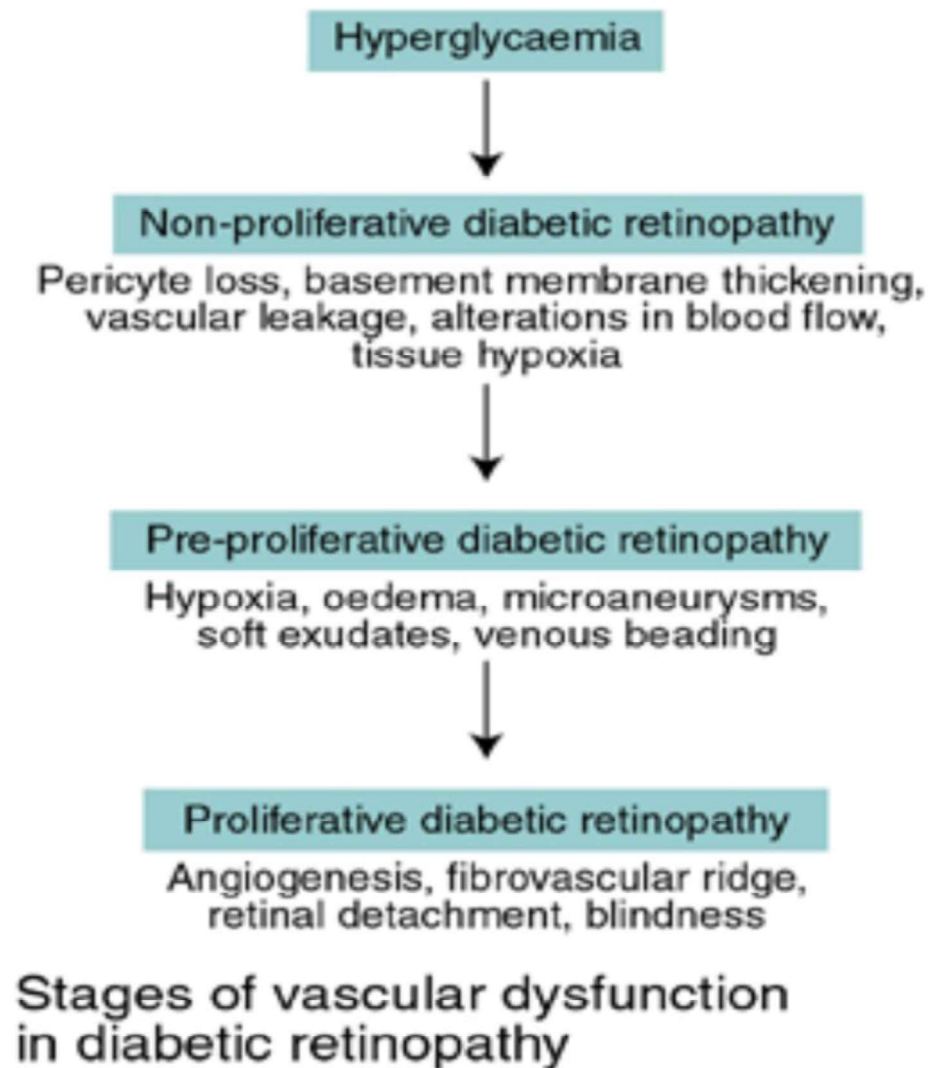 Hyperglycaemia
Non-proliferative diabetic retinopathy
Pericyte loss, basement membrane thickening,
vascular leakage, alterations in blood flow,
tissue hypoxia
Pre-proliferative diabetic retinopathy
Hypoxia, oedema, microaneurysms,
soft exudates, venous beading
Proliferative diabetic retinopathy
Angiogenesis, fibrovascular ridge,
retinal detachment, blindness
Stages of vascular dysfunction
in diabetic retinopathy